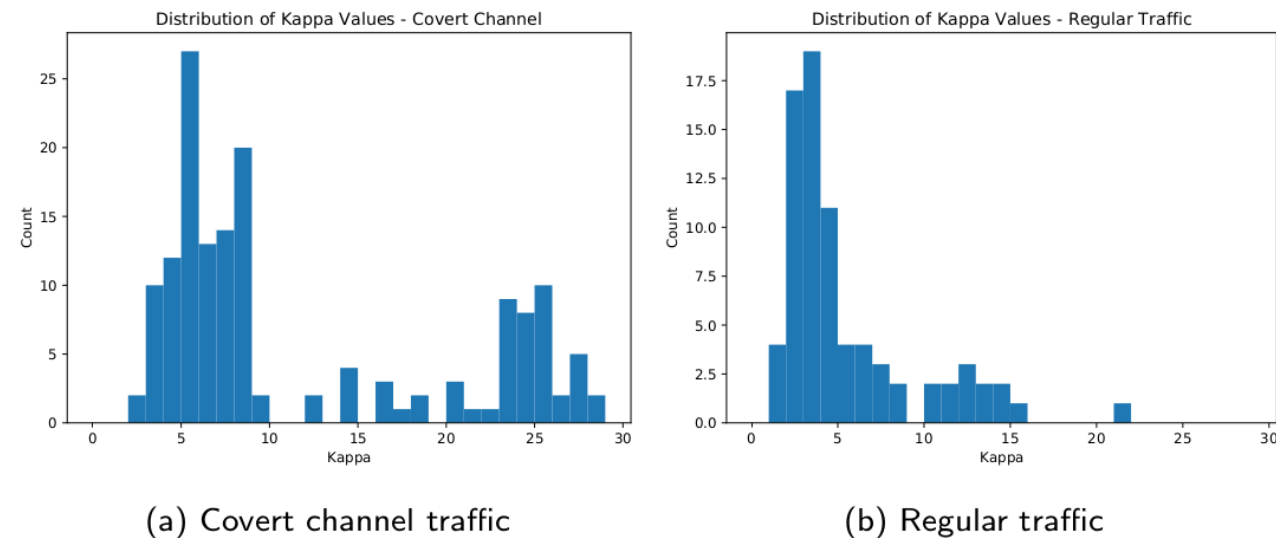 Distribution of Kappa Values - Covert Channel
25
20
15
10
5
0
Count
0 5 10 15 20 25 30
Kappa
(a) Covert channel traffic
Distribution of Kappa Values - Regular Traffic
17.5
15.0
12.5
10.0
7.5
5.0
2.5
0.0
Count
0 5 10 15 20 25 30
Kappa
(b) Regular traffic